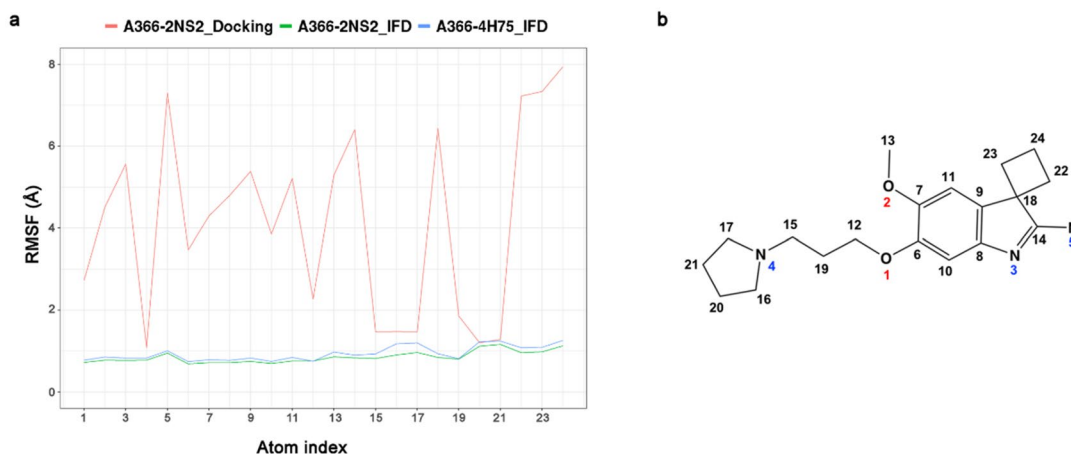 a
A366-2NS2_Docking A366-2NS2_IFD A366-4H75_IFD
8
6
4
2
0
RMSF (Å)
1 3 5 7 9 11 13 15 17 19 21 23
Atom index
b
13 24
23
O 11 22
2 7 9
18
17 15 12
14
N 6 8 N
21 4 19 O 10 3
1
20 16